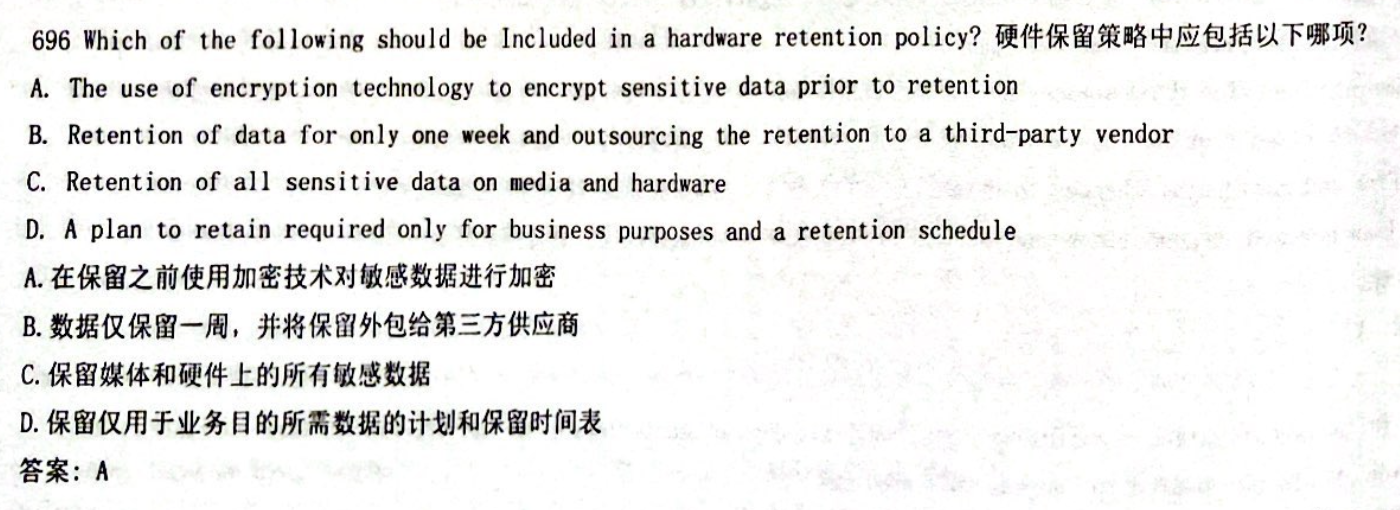 696 Which of the following should be Included in a hardware retention policy? 硬件保留策略中应包括以下哪项?
A. The use of encryption technology to encrypt sensitive data prior to retention
B. Retention of data for only one week and outsourcing the retention to a third-party vendor
C. Retention of all sensitive data on media and hardware
D. A plan to retain required only for business purposes and a retention schedule
A.在保留之前使用加密技术对敏感数据进行加密
B.数据仅保留一周，并将保留外包给第三方供应商
C.保留媒体和硬件上的所有敏感数据
D.保留仅用于业务目的所需数据的计划和保留时间表
答案：A